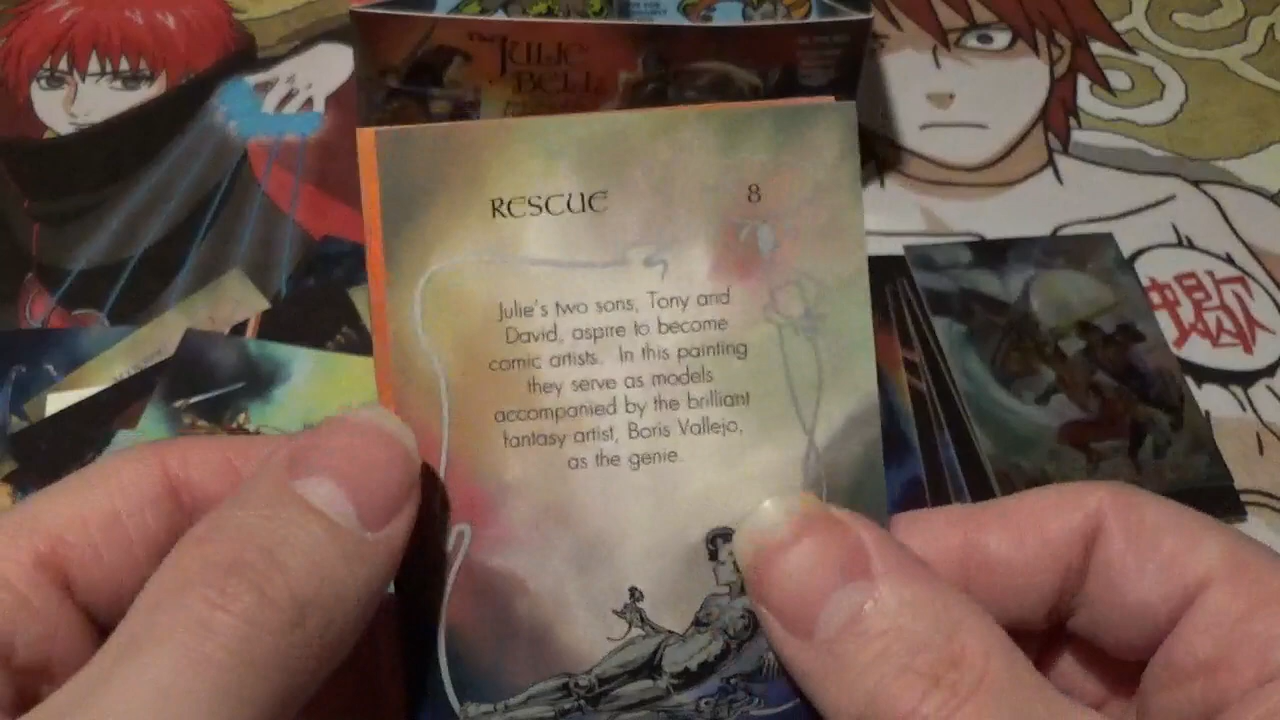 The
JULIE
BELL
RESCUE 8
Julie's two sons, Tony and
David, aspire to become
comic artists. In this painting
they serve as models
accompanied by the brilliant
fantasy artist, Boris Vallejo,
as the genie.
蝎